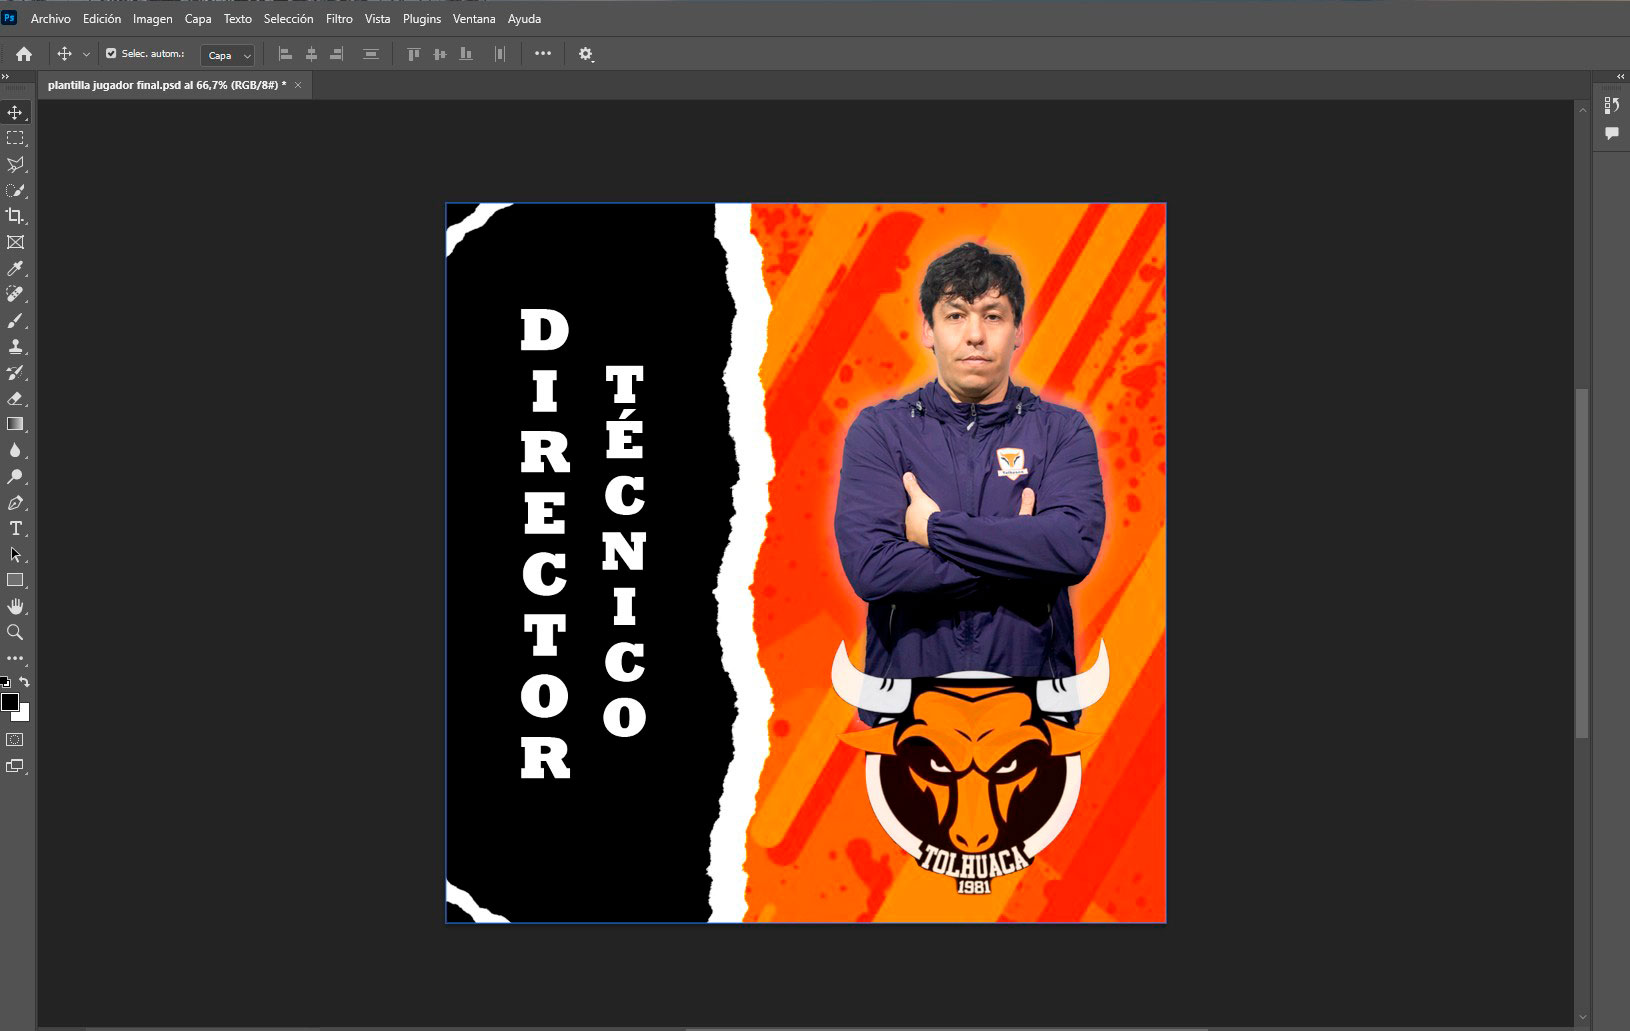 Ps
Archivo Edición Imagen Capa Texto Selección Filtro Vista Plugins Ventana Ayuda
Selec. autom.: Capa
plantilla jugador final.psd al 66,7% (RGB/8#) * ×
DIRECTOR
TÉCNICO
Tolhuaca
TOLHUACA
1981